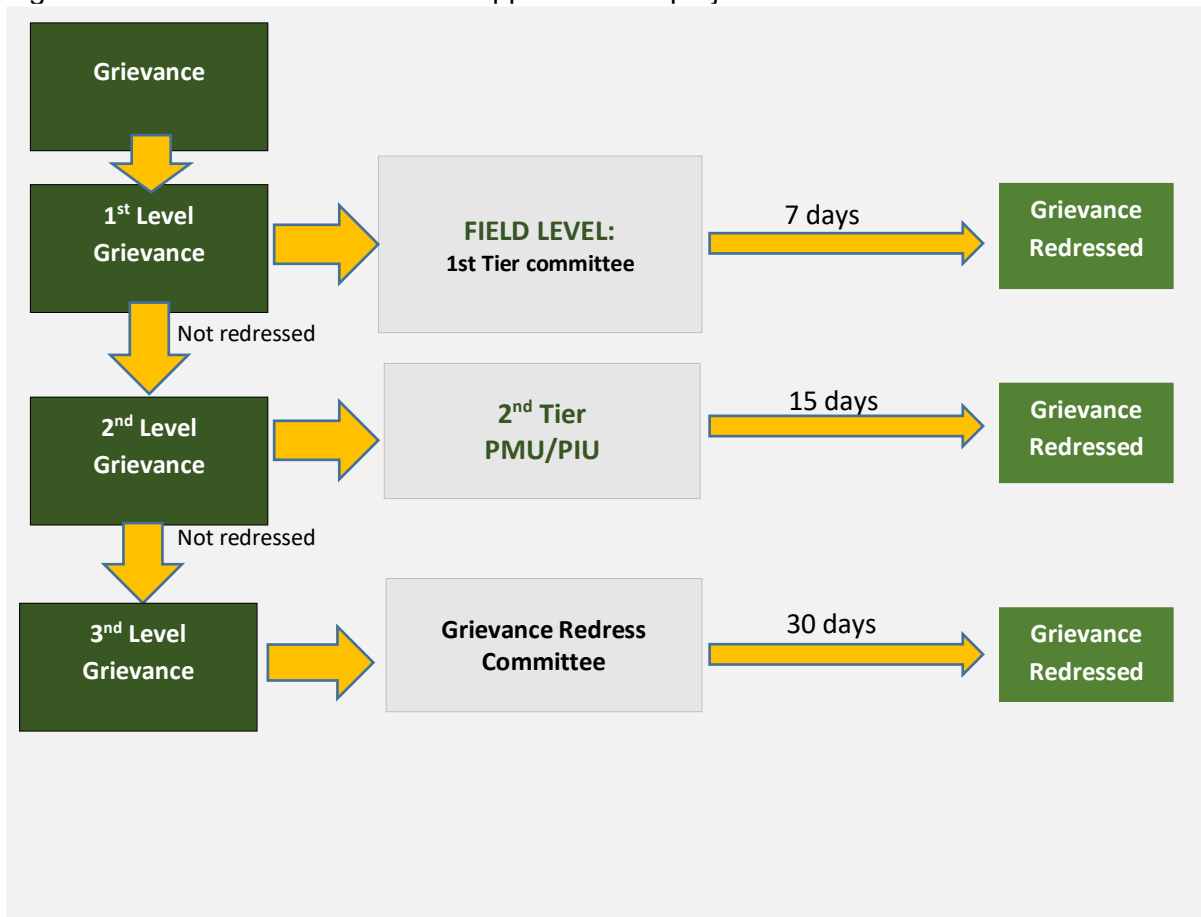 Grievance
1st Level
Grievance
FIELD LEVEL:
1st Tier committee
7 days
Grievance
Redressed
Not redressed
2nd Level
Grievance
2nd Tier
PMU/PIU
15 days
Grievance
Redressed
Not redressed
3nd Level
Grievance
Grievance Redress
Committee
30 days
Grievance
Redressed